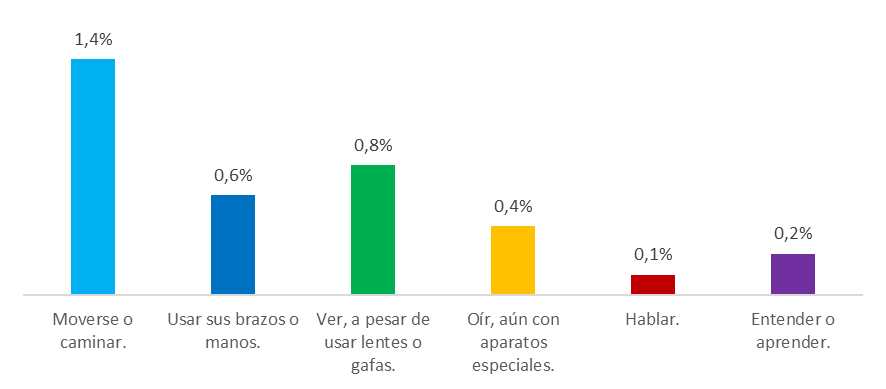 1,4%
0,6%
0,8%
0,4%
0,1%
0,2%
Moverse o
caminar.
Usar sus brazos o
manos.
Ver, a pesar de
usar lentes o
gafas.
Oír, aún con
aparatos
especiales.
Hablar.
Entender o
aprender.